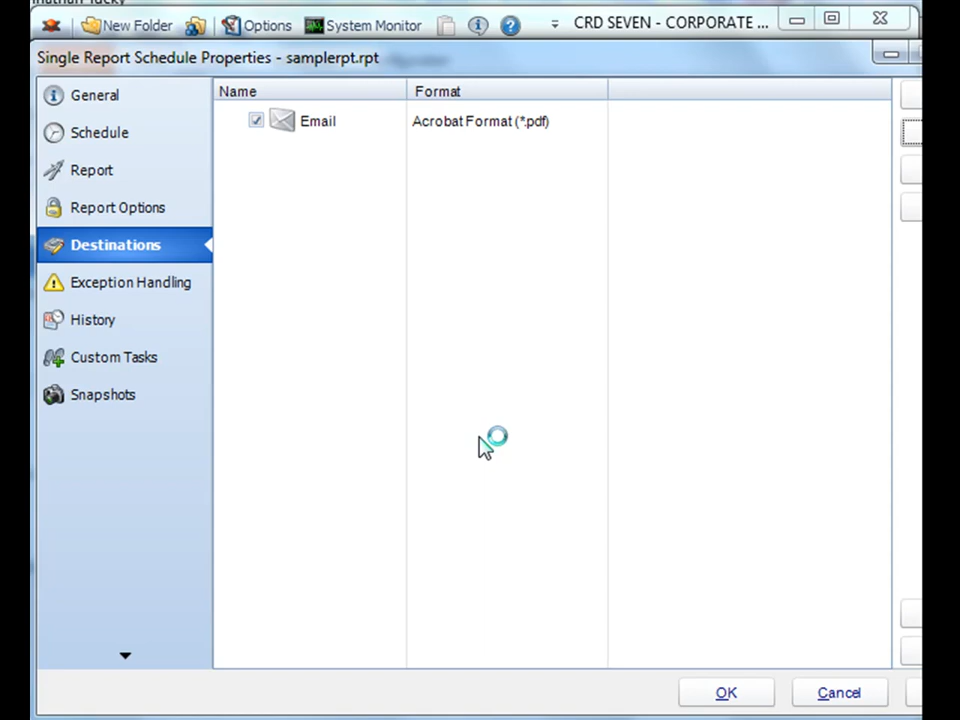 New Folder Options System Monitor CRD SEVEN - CORPORATE ...
Single Report Schedule Properties - samplerpt.rpt
General
Schedule
Report
Report Options
Destinations
Exception Handling
History
Custom Tasks
Snapshots
Name Format
Email Acrobat Format (*.pdf)
OK Cancel